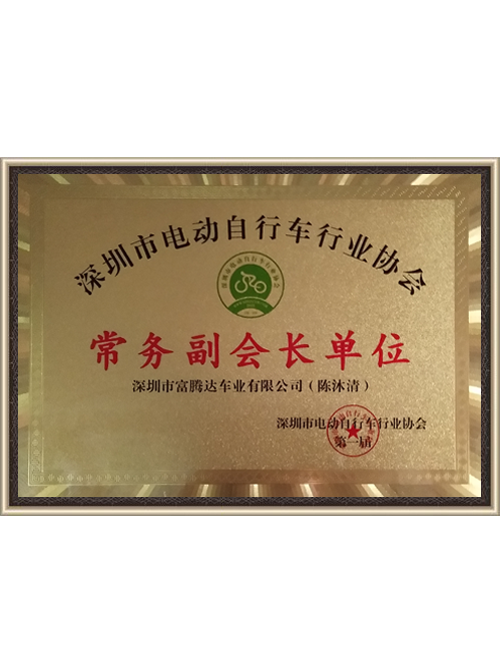 深圳市电动自行车行业协会
常务副会长单位
深圳市富腾达车业有限公司（陈沐清）
深圳市电动自行车行业协会
第一届